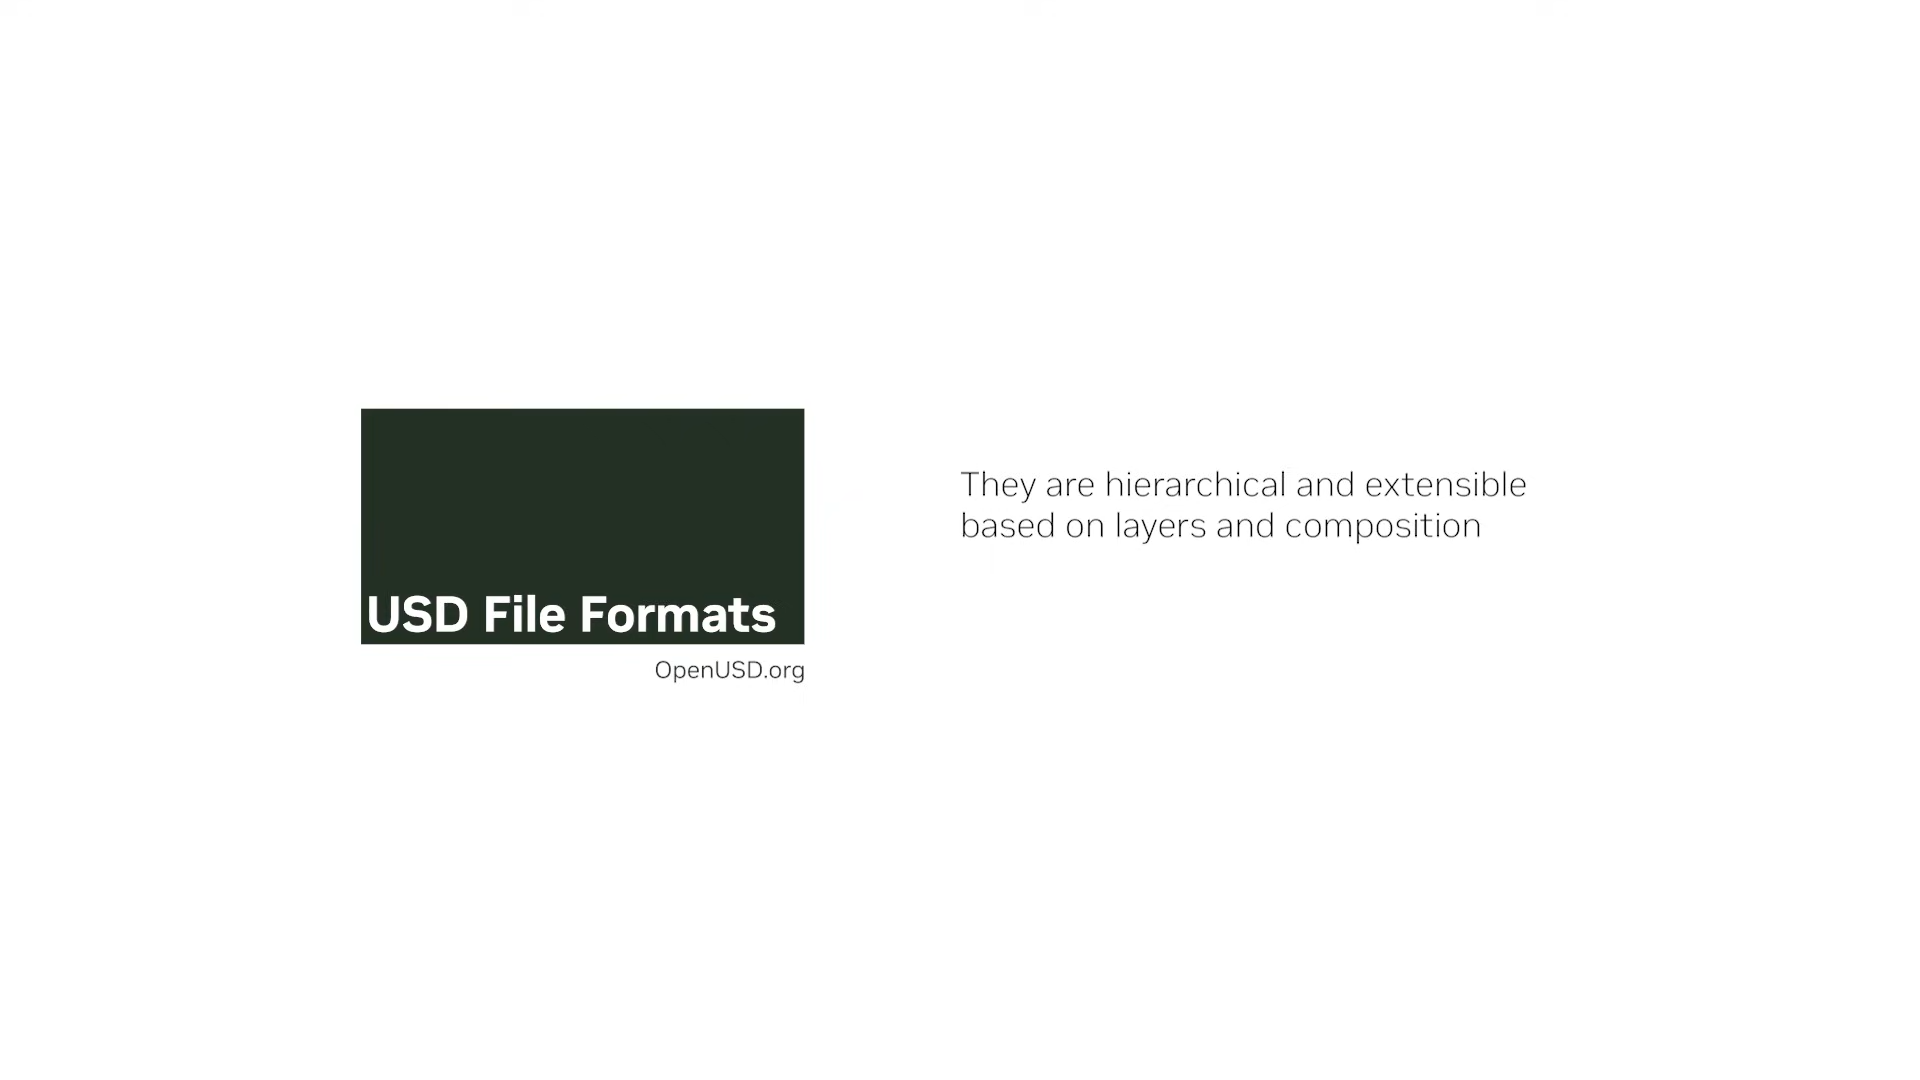 USD File Formats
OpenUSD.org
They are hierarchical and extensible
based on layers and composition